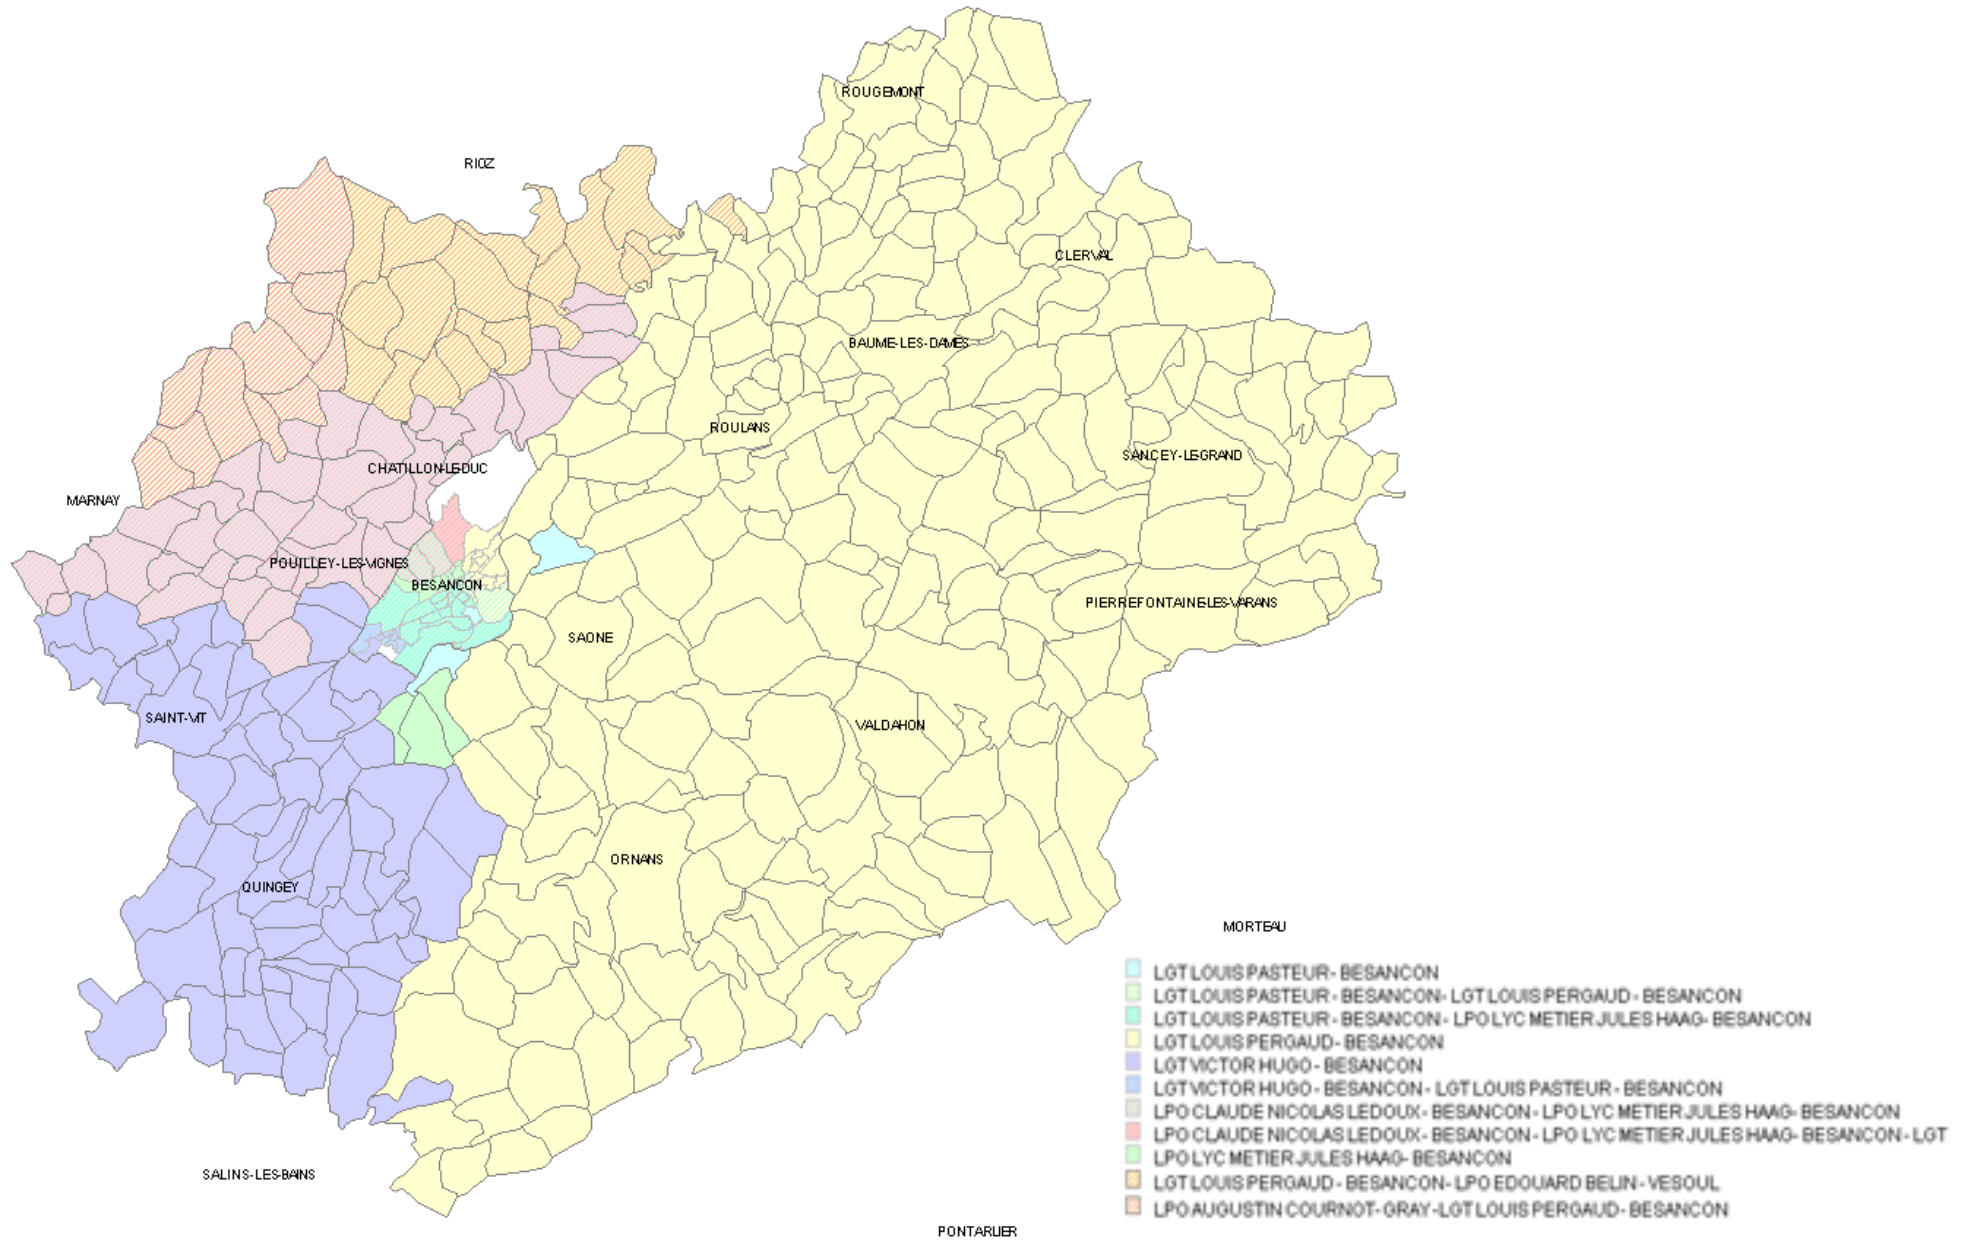 ROUGEMONT
RIOZ
CLERVAL
BAUME-LES-DAMES
ROULANS
SANCEY-LEGRAND
CHATILLON-LE-DUC
MARNAY
POUILLEY-LES-VIGNES
BESANCON
PIERREFONTAINE-LES-VARANS
SAONE
SAINT-VIT
VALDAHON
ORNANS
QUINGEY
MORTEAU
LGT LOUIS PASTEUR - BESANCON
LGT LOUIS PASTEUR - BESANCON - LGT LOUIS PERGAUD - BESANCON
LGT LOUIS PASTEUR - BESANCON - LPO LYC METIER JULES HAAG - BESANCON
LGT LOUIS PERGAUD - BESANCON
LGT VICTOR HUGO - BESANCON
LGT VICTOR HUGO - BESANCON - LGT LOUIS PASTEUR - BESANCON
LPO CLAUDE NICOLAS LEDOUX - BESANCON - LPO LYC METIER JULES HAAG - BESANCON
LPO CLAUDE NICOLAS LEDOUX - BESANCON - LPO LYC METIER JULES HAAG - BESANCON - LGT
LPO LYC METIER JULES HAAG - BESANCON
LGT LOUIS PERGAUD - BESANCON - LPO EDOUARD BELIN - VESOUL
LPO AUGUSTIN COURNOT - GRAY - LGT LOUIS PERGAUD - BESANCON
SALINS-LES-BAINS
PONTARLIER